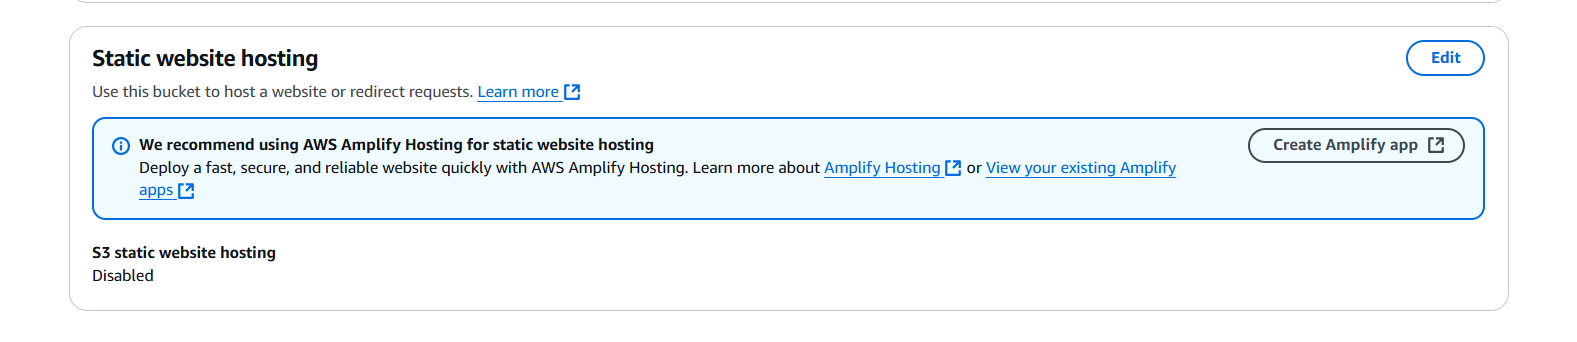 Static website hosting
Edit
Use this bucket to host a website or redirect requests. Learn more
We recommend using AWS Amplify Hosting for static website hosting
Create Amplify app
Deploy a fast, secure, and reliable website quickly with AWS Amplify Hosting. Learn more about Amplify Hosting or View your existing Amplify
apps
S3 static website hosting
Disabled